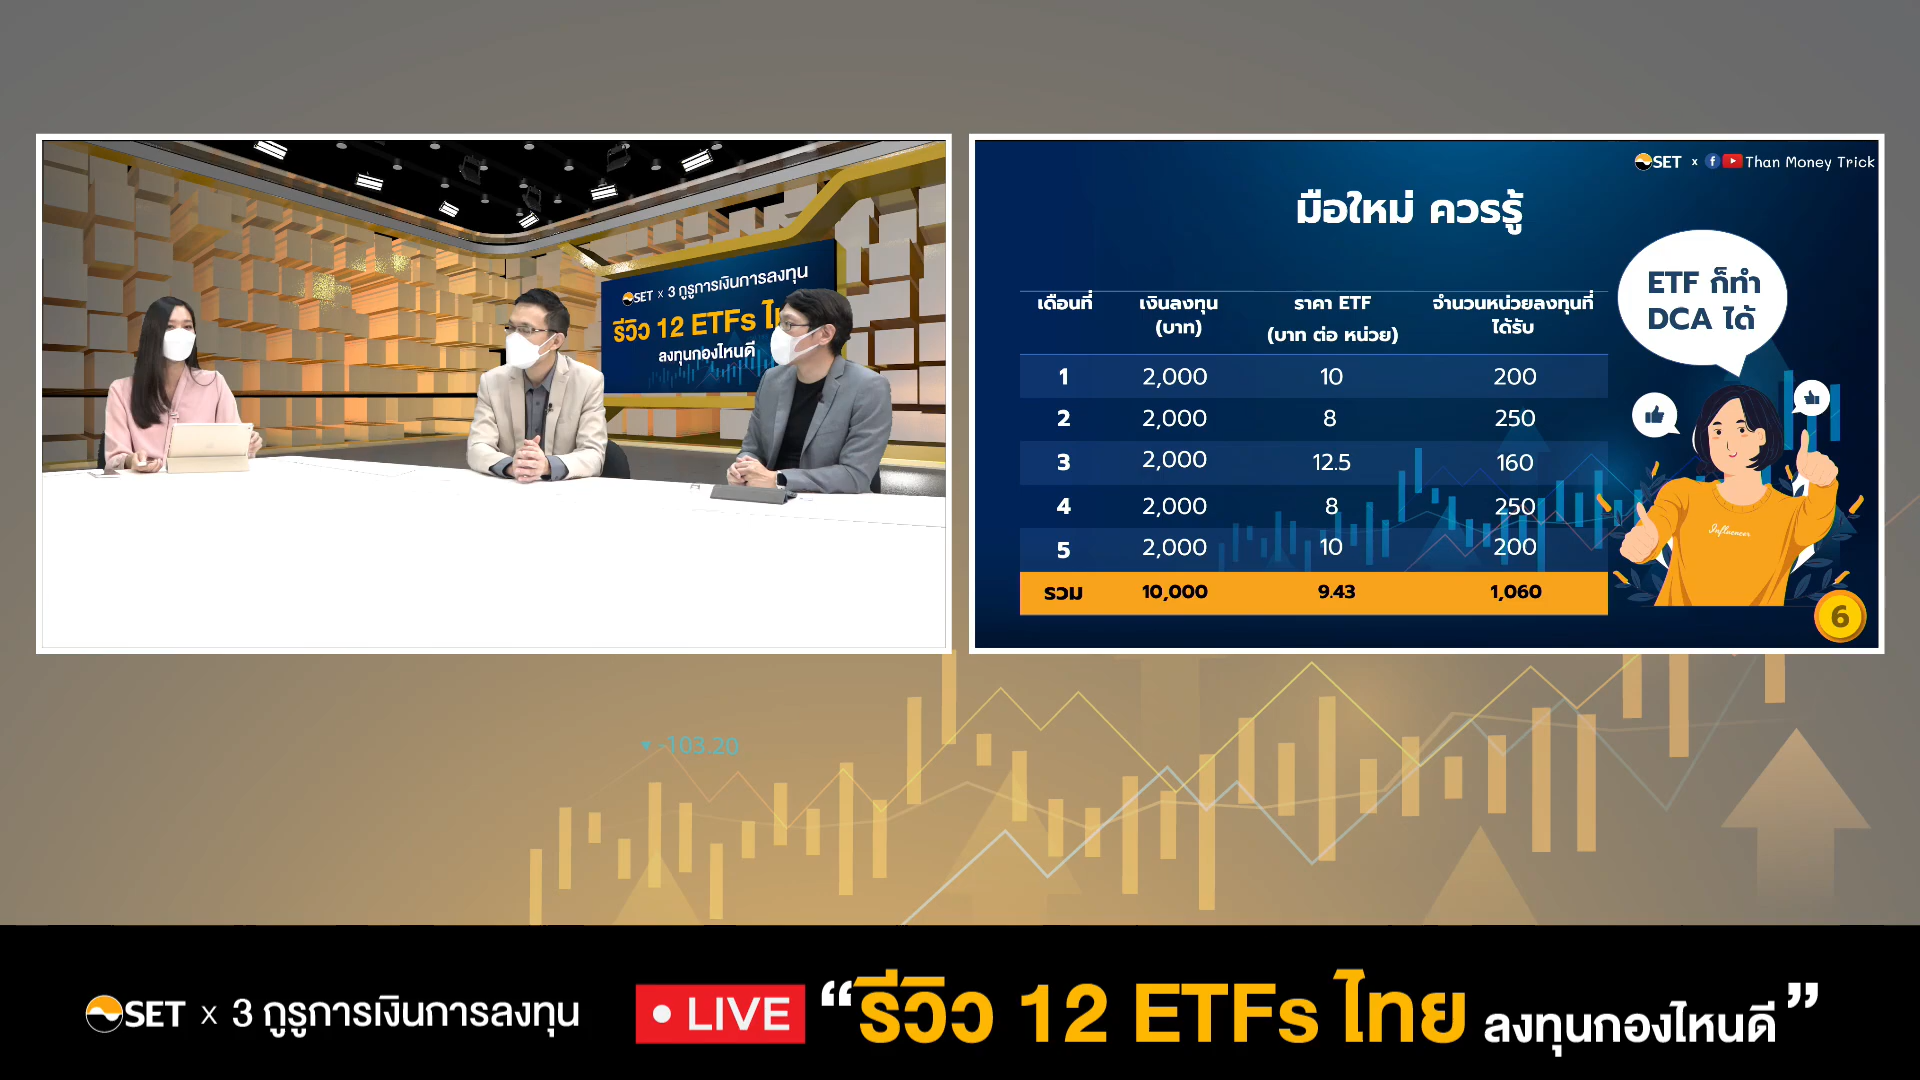 SET x 3 กูรูการเงินการลงทุน
รีวิว 12 ETFs
ลงทุนกองไหนดี
SET x Than Money Trick
มือใหม่ ควรรู้
ETF ก็ทำ
DCA ได้
เดือนที่ เงินลงทุน (บาท) ราคา ETF (บาท ต่อ หน่วย) จำนวนหน่วยลงทุนที่ได้รับ
1 2,000 10 200
2 2,000 8 250
3 2,000 12.5 160
4 2,000 8 250
5 2,000 10 200
รวม 10,000 9.43 1,060
Influencer
6
-103.20
SET x 3 กูรูการเงินการลงทุน
LIVE
“รีวิว 12 ETFs ไทย ลงทุนกองไหนดี”